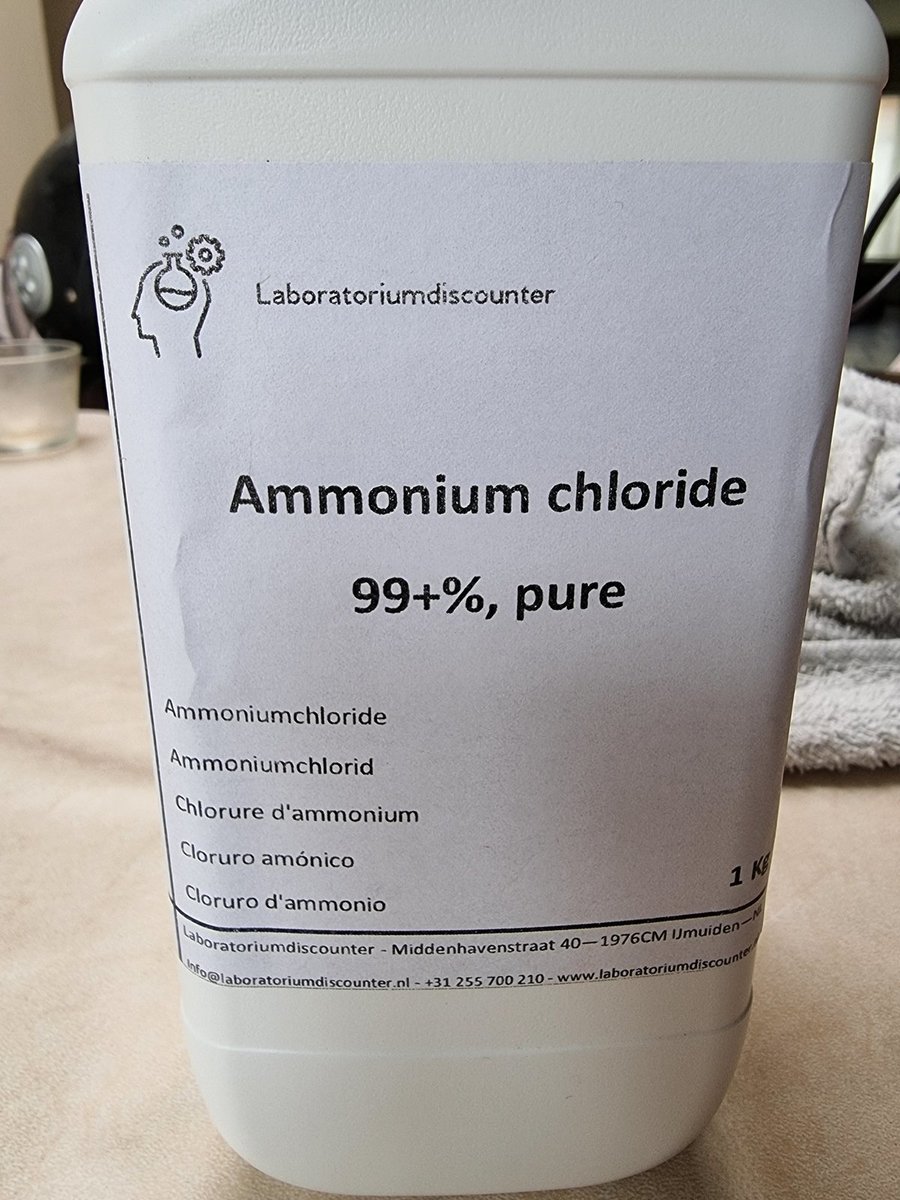 Laboratoriumdiscounter
Ammonium chloride
99+%, pure
Ammoniumchloride
Ammoniumchlorid
Chlorure d'ammonium
Cloruro amónico
Cloruro d'ammonio
1 Kg
Laboratoriumdiscounter - Middenhavenstraat 40—1976CM IJmuiden—
Info@laboratoriumdiscounter.nl - +31 255 700 210 - www.laboratoriumdiscounter.